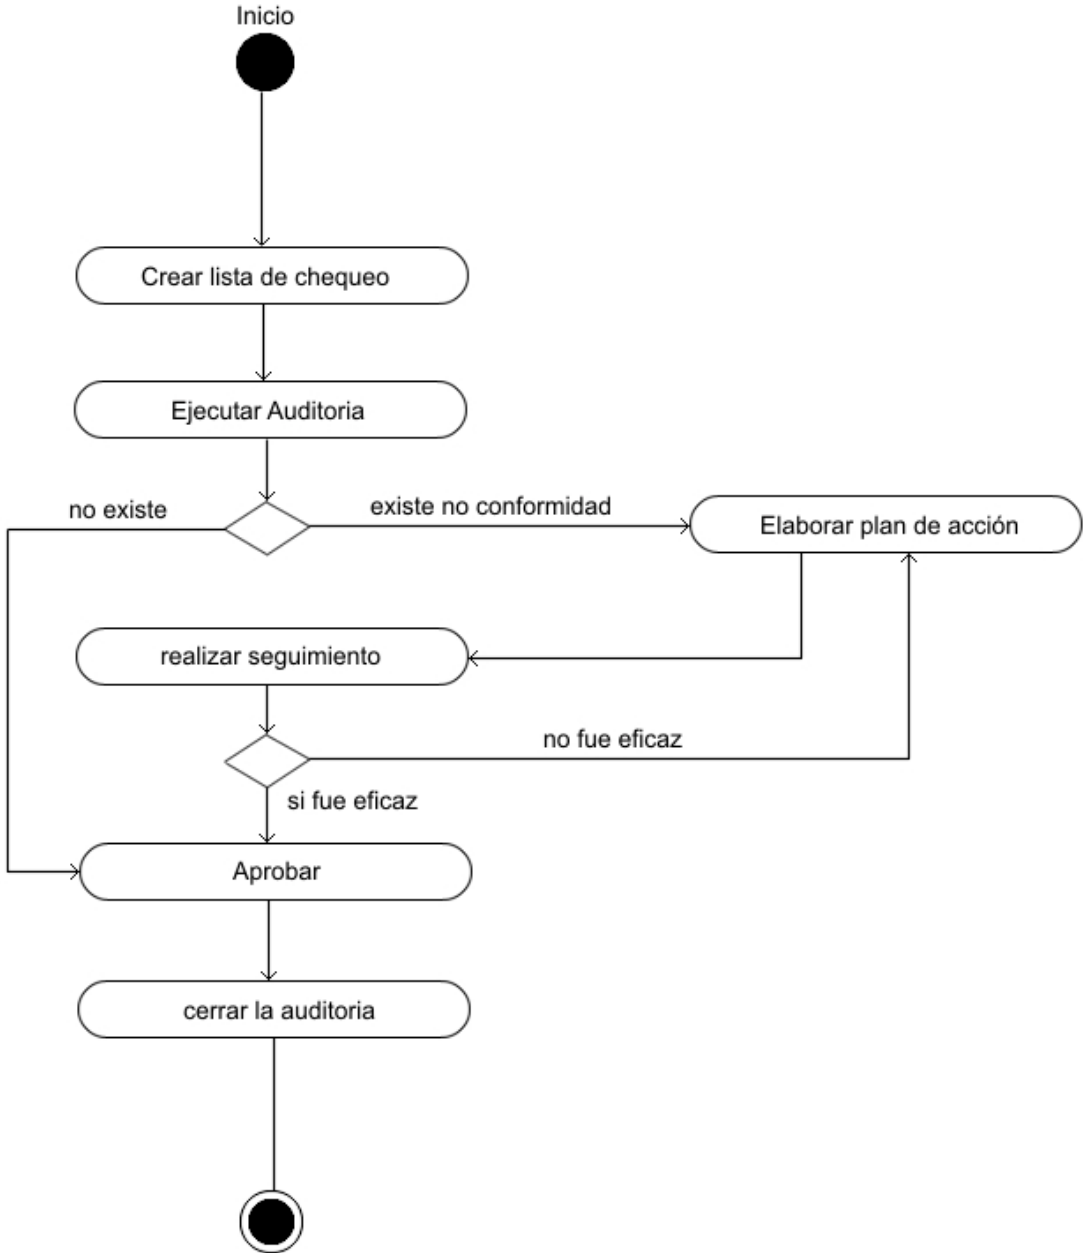 Inicio
Crear lista de chequeo
Ejecutar Auditoria
no existe
existe no conformidad
Elaborar plan de acción
realizar seguimiento
no fue eficaz
si fue eficaz
Aprobar
cerrar la auditoria